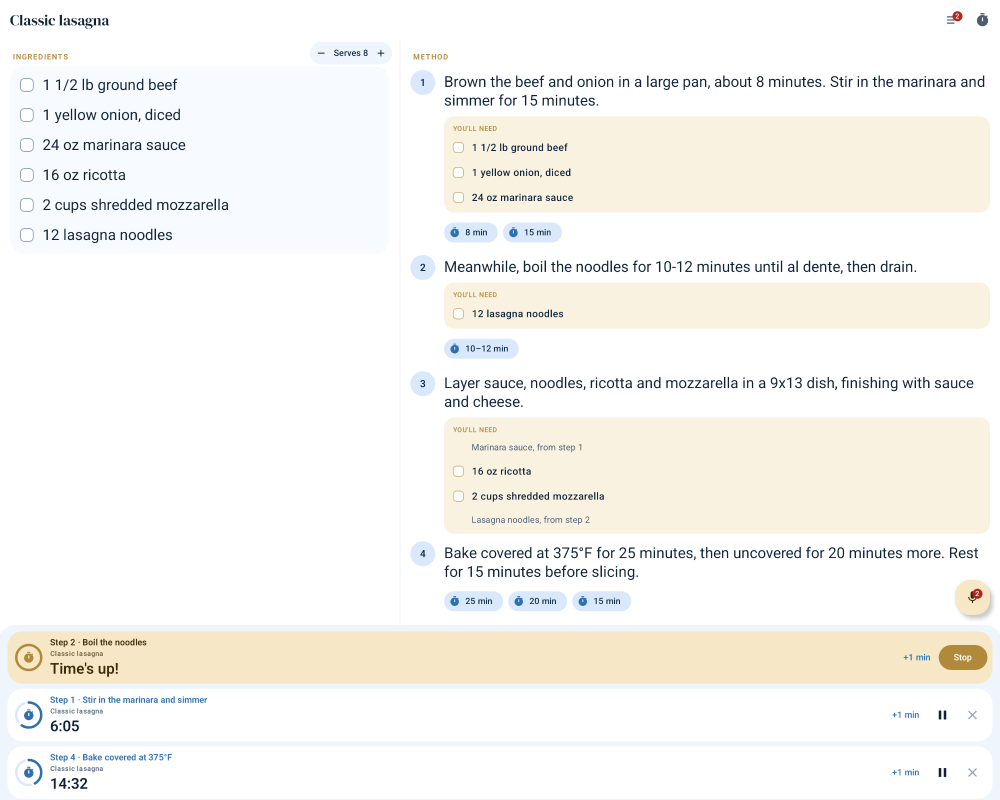 Classic lasagna
2
INGREDIENTS
− Serves 8 +
1 1/2 lb ground beef
1 yellow onion, diced
24 oz marinara sauce
16 oz ricotta
2 cups shredded mozzarella
12 lasagna noodles
METHOD
1
Brown the beef and onion in a large pan, about 8 minutes. Stir in the marinara and
simmer for 15 minutes.
YOU'LL NEED
1 1/2 lb ground beef
1 yellow onion, diced
24 oz marinara sauce
8 min 15 min
2
Meanwhile, boil the noodles for 10-12 minutes until al dente, then drain.
YOU'LL NEED
12 lasagna noodles
10–12 min
3
Layer sauce, noodles, ricotta and mozzarella in a 9x13 dish, finishing with sauce
and cheese.
YOU'LL NEED
Marinara sauce, from step 1
16 oz ricotta
2 cups shredded mozzarella
Lasagna noodles, from step 2
4
Bake covered at 375°F for 25 minutes, then uncovered for 20 minutes more. Rest
for 15 minutes before slicing.
25 min 20 min 15 min
2
Step 2 · Boil the noodles
Classic lasagna
Time's up!
+1 min Stop
Step 1 · Stir in the marinara and simmer
Classic lasagna
6:05
+1 min
Step 4 · Bake covered at 375°F
Classic lasagna
14:32
+1 min